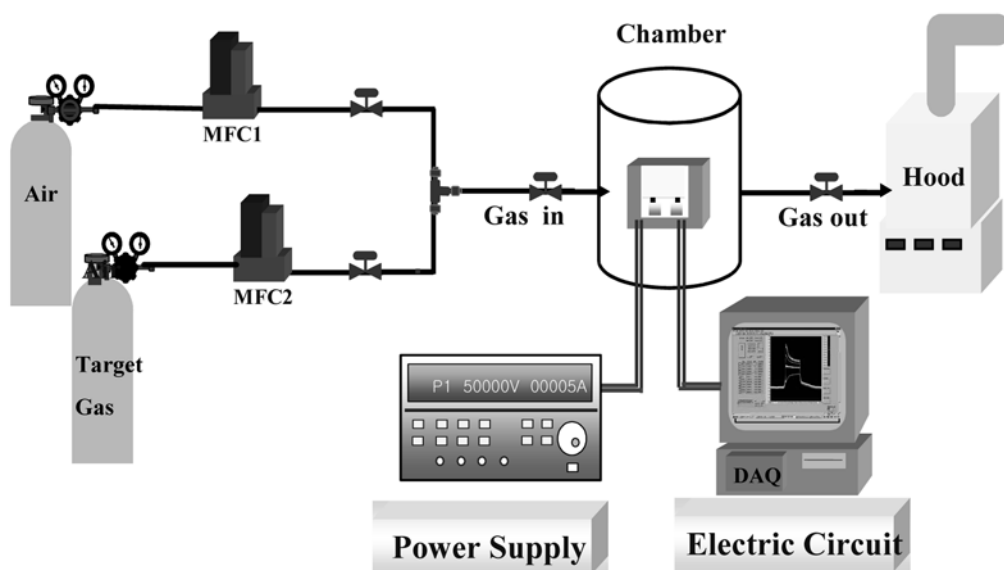 Chamber
MFC1
Air
Hood
Gas in
Gas out
MFC2
Target
Gas
P1 50000V 00005A
DAQ
Power Supply
Electric Circuit